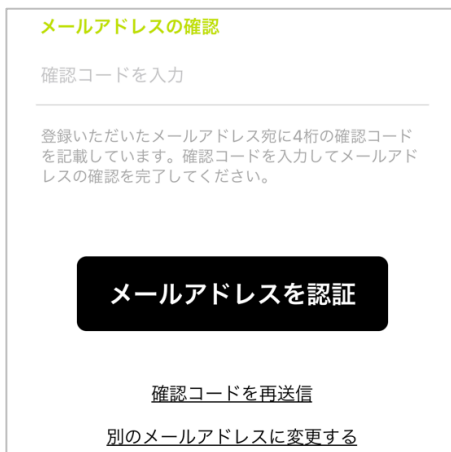 メールアドレスの確認
確認コードを入力
登録いただいたメールアドレス宛に4桁の確認コード
を記載しています。確認コードを入力してメールアド
レスの確認を完了してください。
メールアドレスを認証
確認コードを再送信
別のメールアドレスに変更する